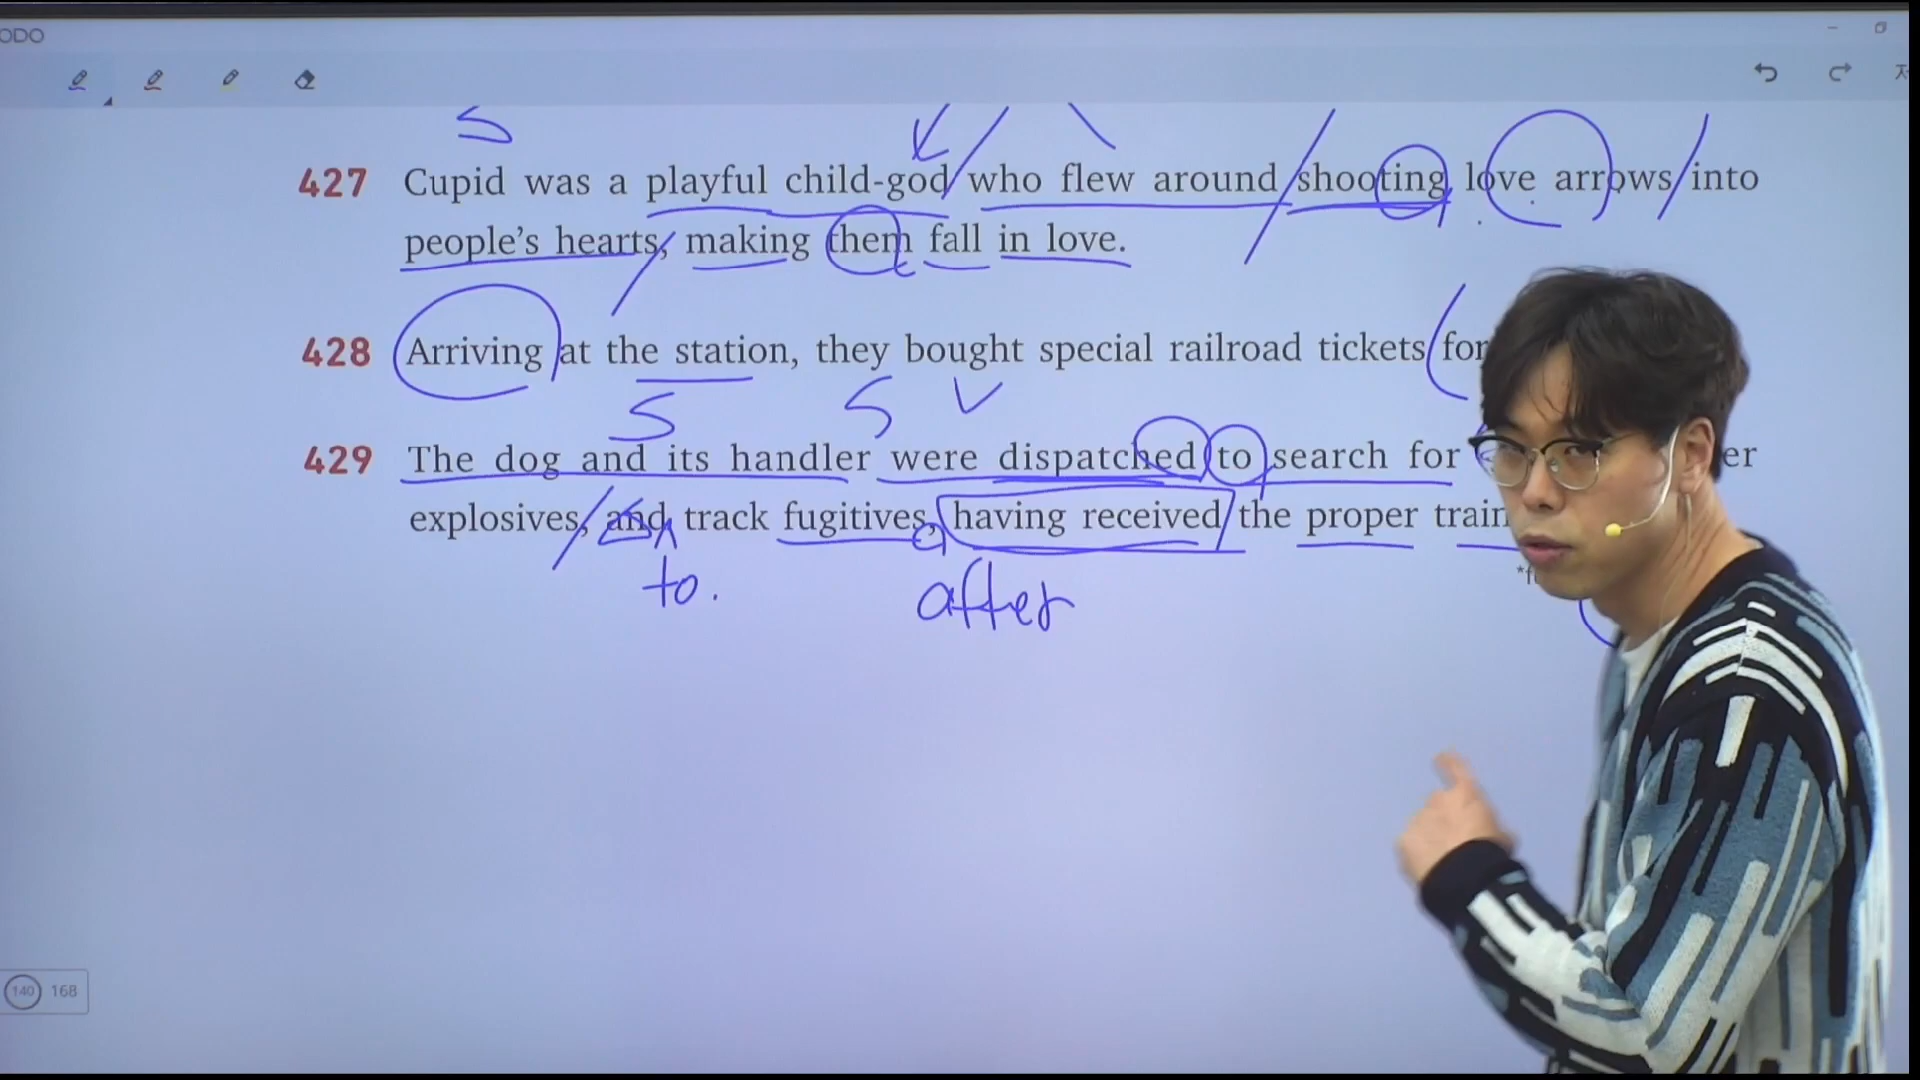 ODO
427 Cupid was a playful child-god who flew around shooting love arrows into
people's hearts, making them fall in love.
428 Arriving at the station, they bought special railroad tickets for
429 The dog and its handler were dispatched to search for er
explosives, and track fugitives, having received the proper train
to.
after
S
S
S V
140 168